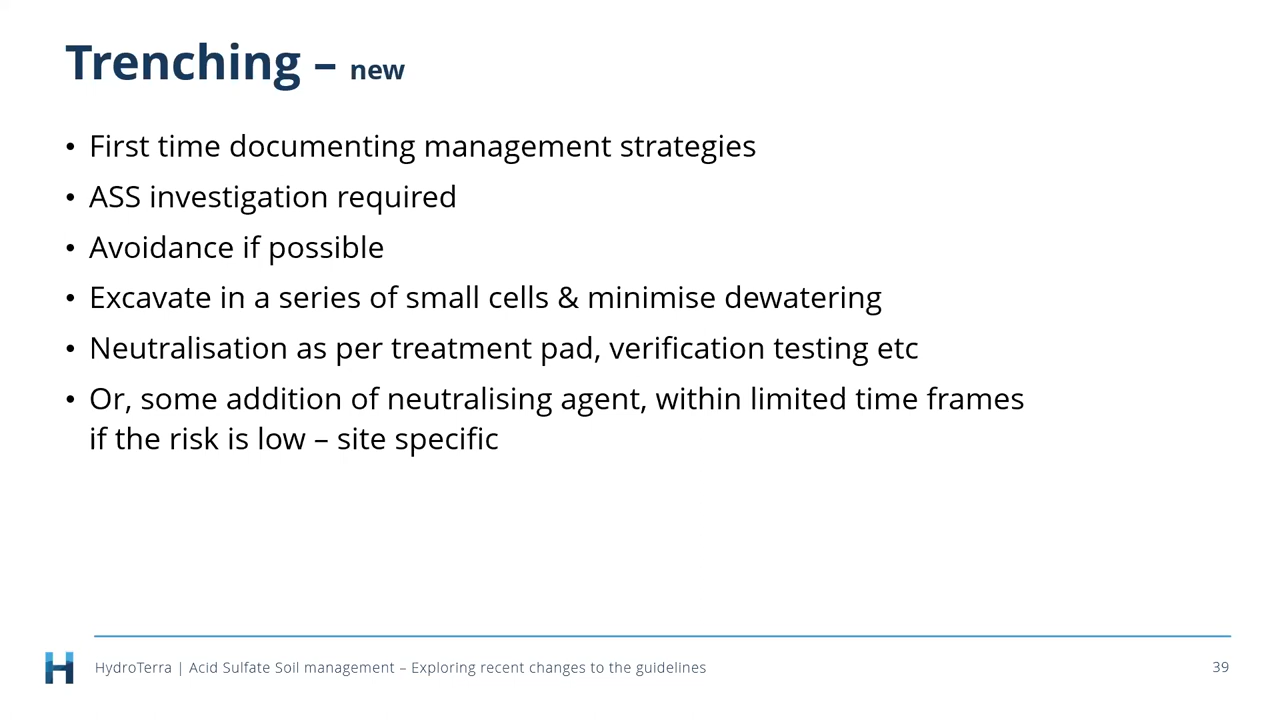 Trenching – new
• First time documenting management strategies
• ASS investigation required
• Avoidance if possible
• Excavate in a series of small cells & minimise dewatering
• Neutralisation as per treatment pad, verification testing etc
• Or, some addition of neutralising agent, within limited time frames
if the risk is low – site specific
HydroTerra | Acid Sulfate Soil management – Exploring recent changes to the guidelines
39